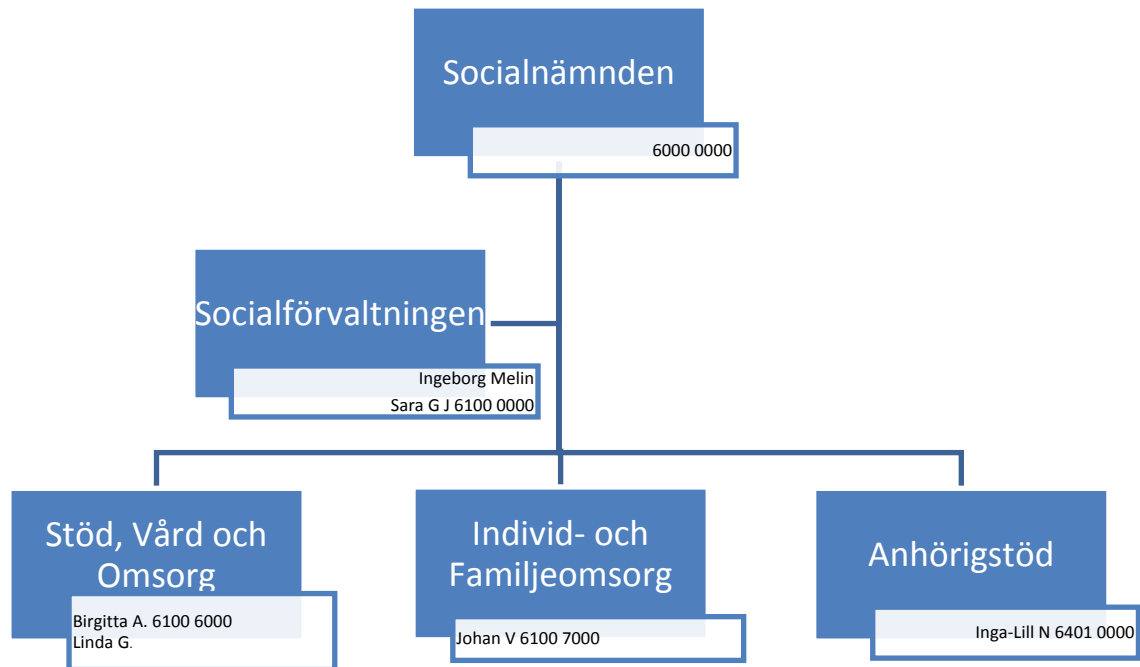 Socialnämnden
6000 0000
Socialförvaltningen
Ingeborg Melin
Sara G J 6100 0000
Stöd, Vård och
Omsorg
Birgitta A. 6100 6000
Linda G.
Individ- och
Familjeomsorg
Johan V 6100 7000
Anhörigstöd
Inga-Lill N 6401 0000